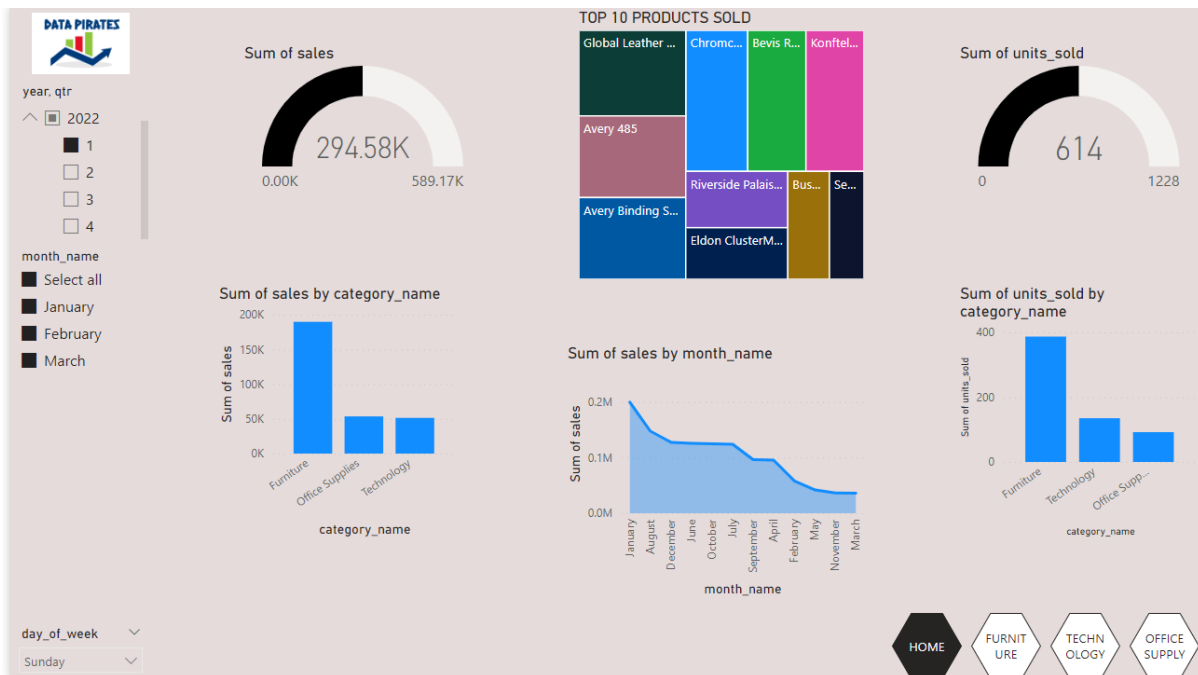 DATA PIRATES
year, qtr
2022
1
2
3
4
month_name
Select all
January
February
March
day_of_week
Sunday
Sum of sales
294.58K
0.00K
589.17K
TOP 10 PRODUCTS SOLD
Global Leather ...
Avery 485
Avery Binding S...
Chromc...
Bevis R...
Konftel...
Riverside Palais...
Eldon ClusterM...
Bus...
Se...
Sum of units_sold
614
0
1228
Sum of sales by category_name
Sum of sales
200K
150K
100K
50K
0K
Furniture
Office Supplies
Technology
category_name
Sum of sales by month_name
Sum of sales
0.2M
0.1M
0.0M
January
August
December
June
October
July
September
April
February
May
November
March
month_name
Sum of units_sold by
category_name
Sum of units_sold
400
200
0
Furniture
Technology
Office Supp...
category_name
HOME
FURNIT
URE
TECHN
OLOGY
OFFICE
SUPPLY